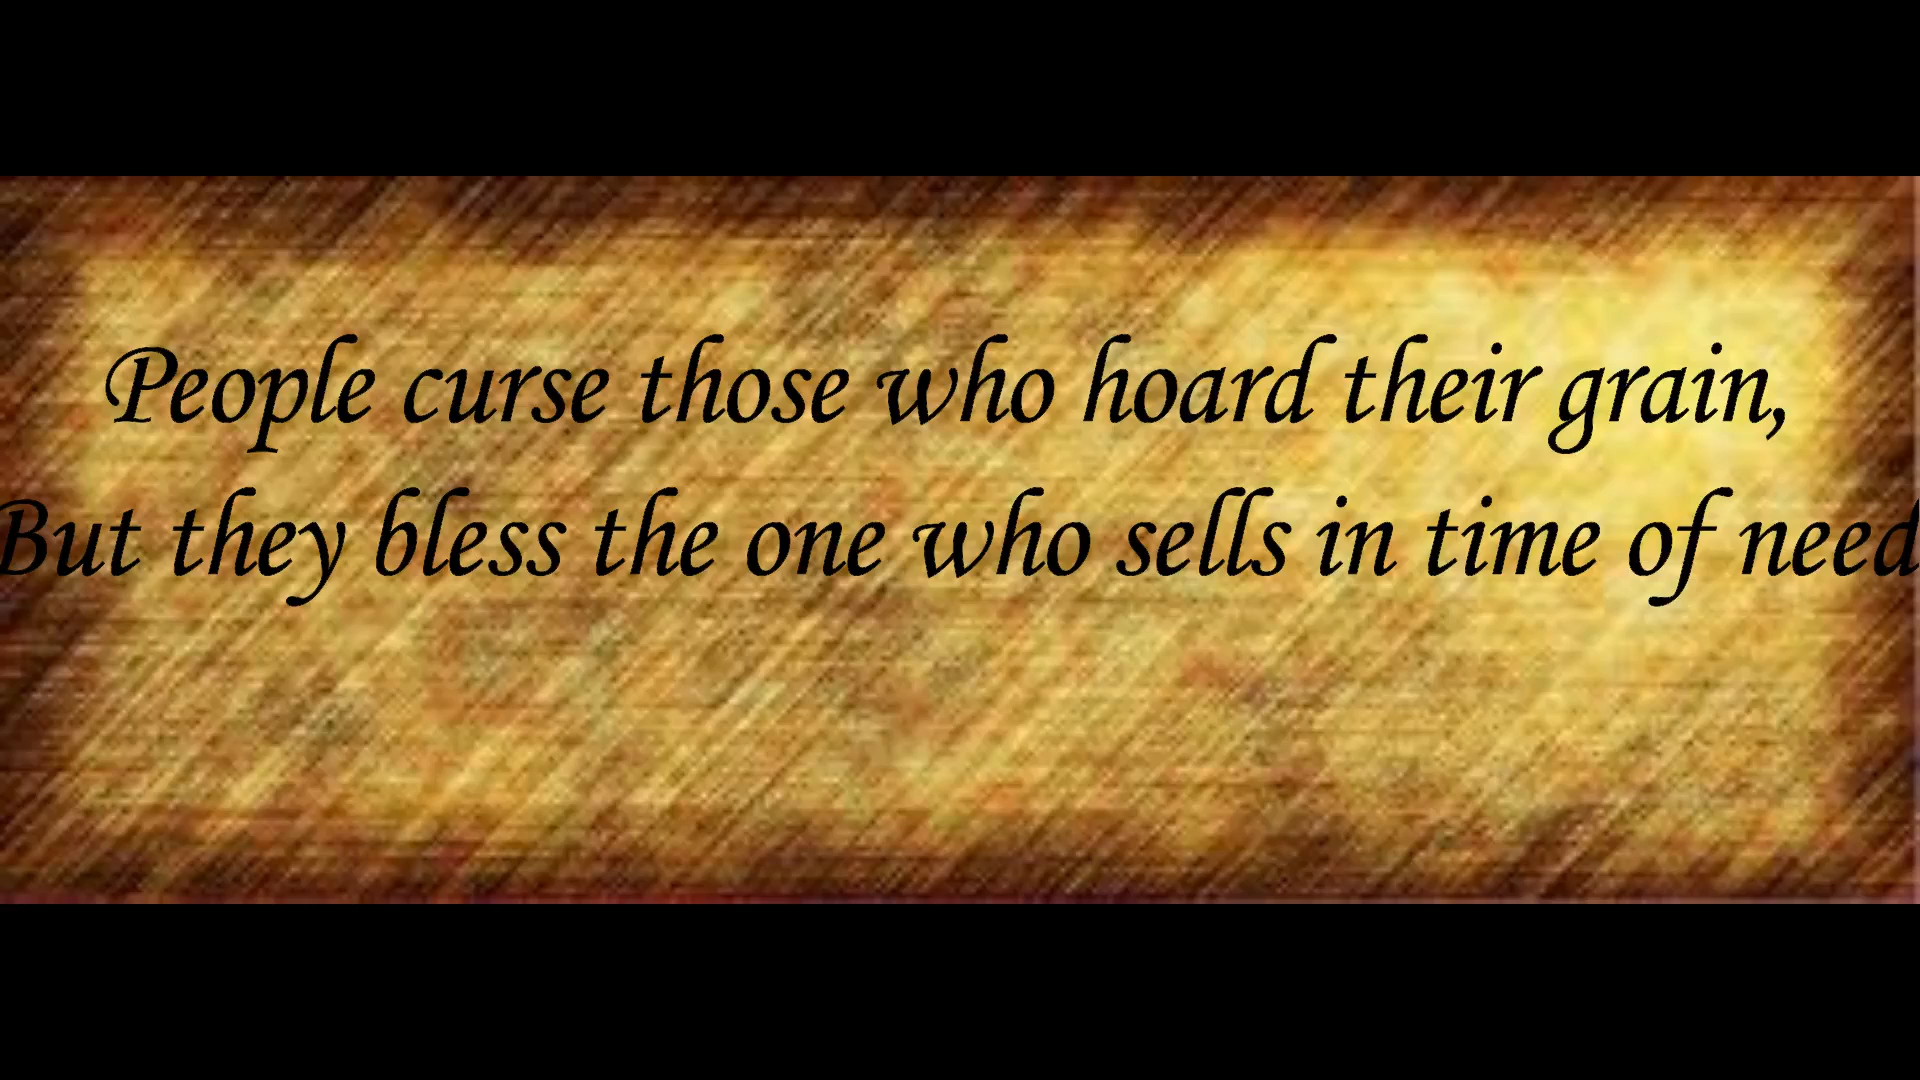 People curse those who hoard their grain,
But they bless the one who sells in time of need